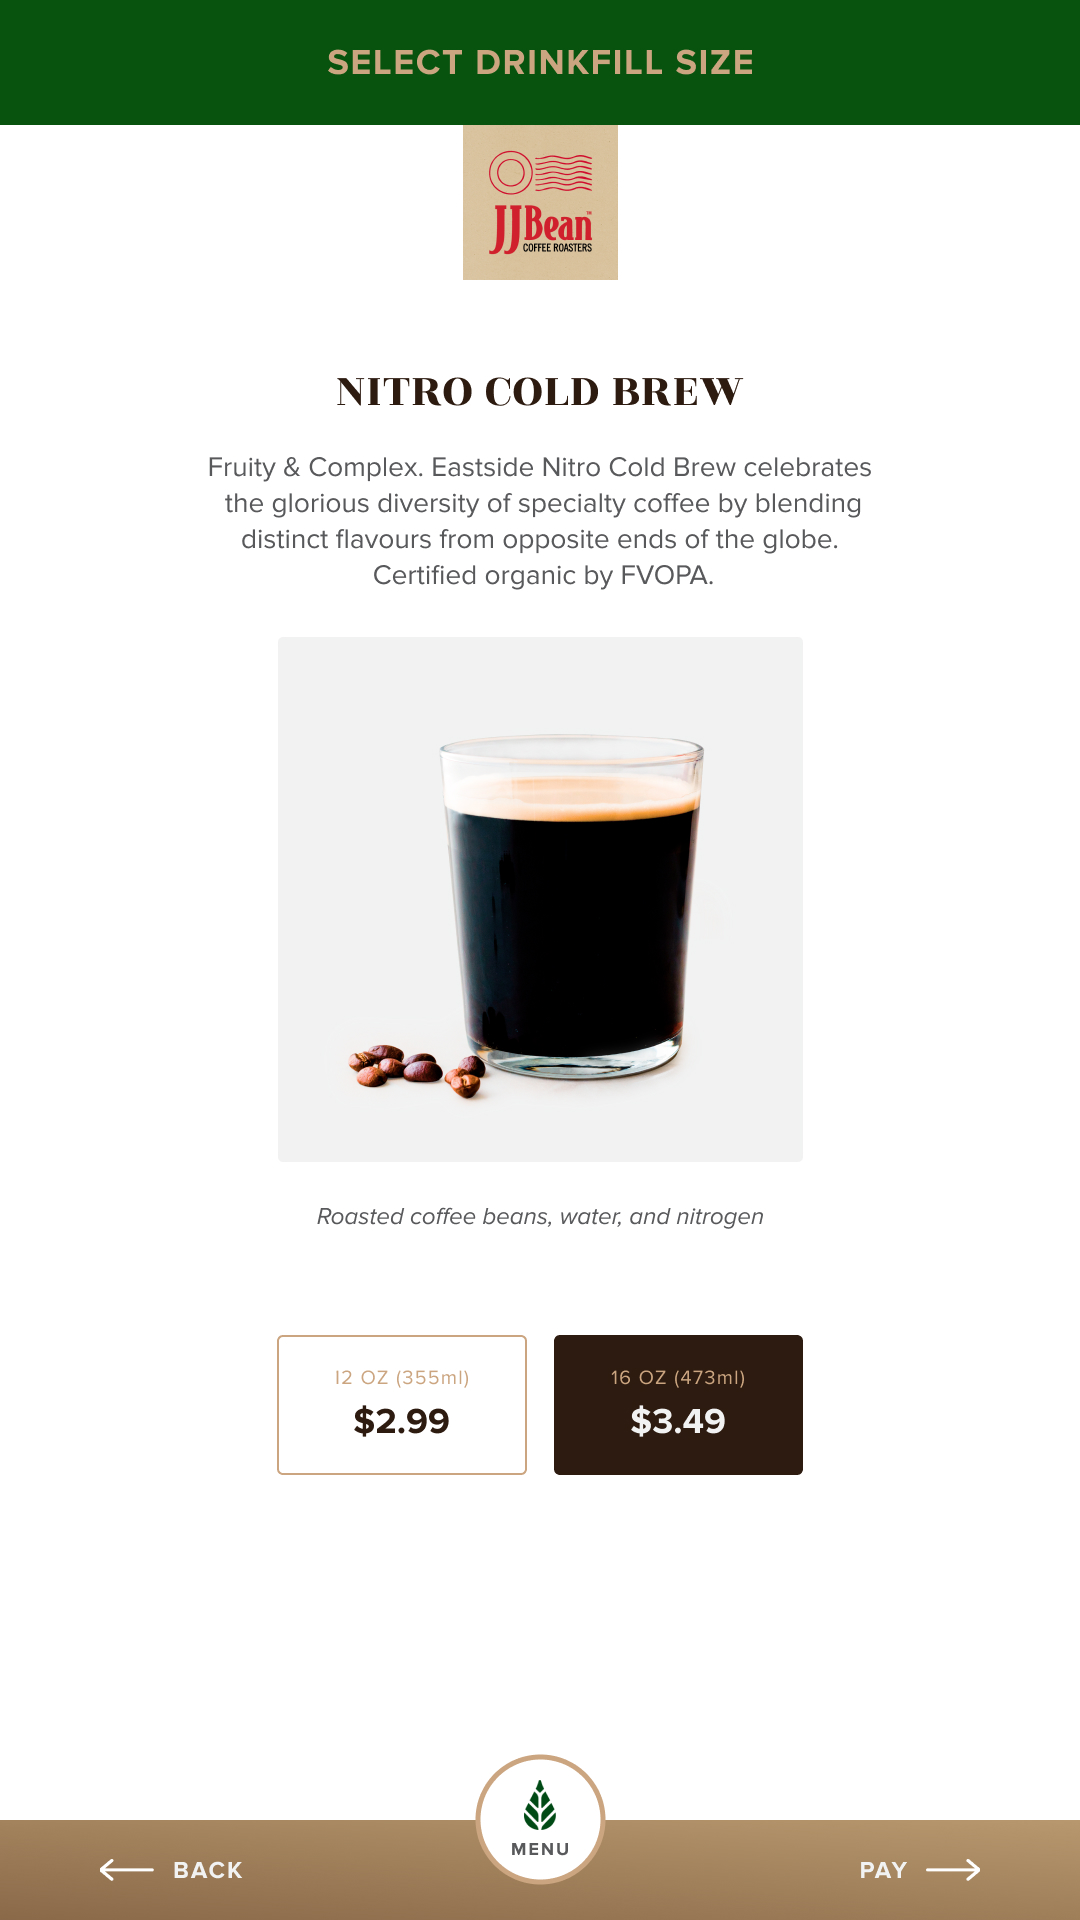 SELECT DRINKFILL SIZE
JJBean™
COFFEE ROASTERS
NITRO COLD BREW
Fruity & Complex. Eastside Nitro Cold Brew celebrates
the glorious diversity of specialty coffee by blending
distinct flavours from opposite ends of the globe.
Certified organic by FVOPA.
Roasted coffee beans, water, and nitrogen
12 OZ (355ml)
$2.99
16 OZ (473ml)
$3.49
MENU
BACK
PAY